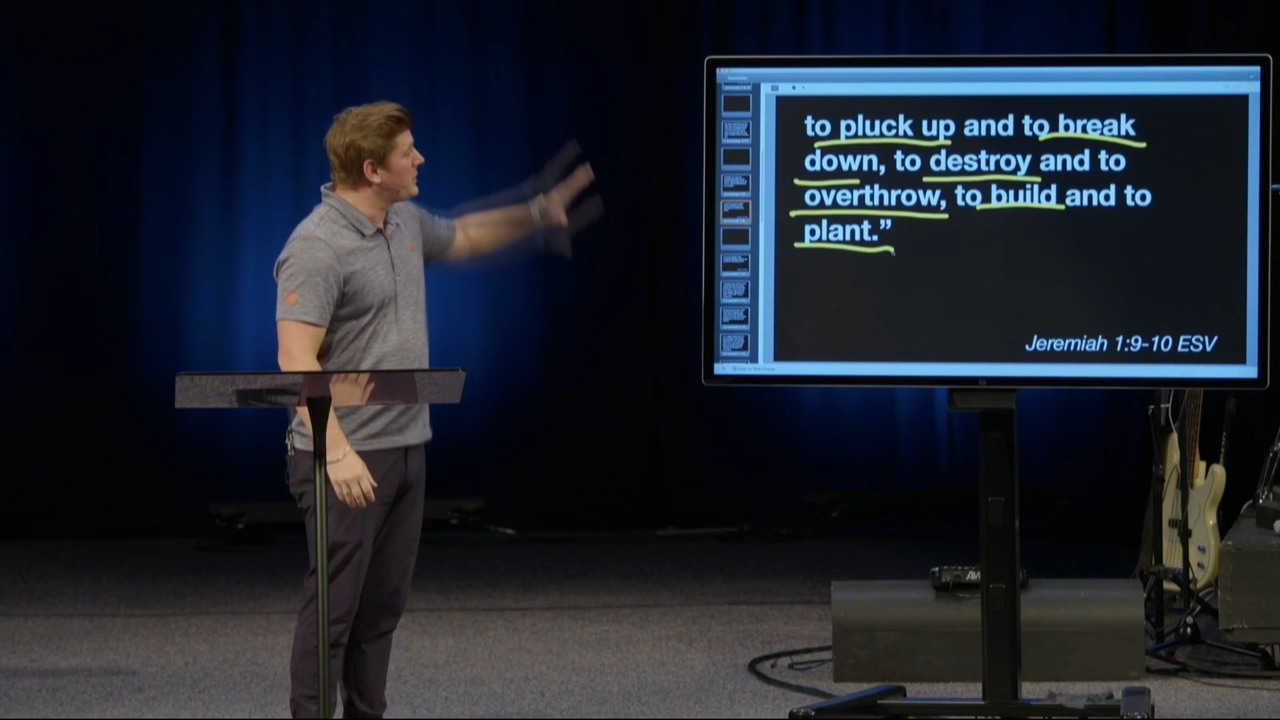 to pluck up and to break
down, to destroy and to
overthrow, to build and to
plant.”
Jeremiah 1:9-10 ESV